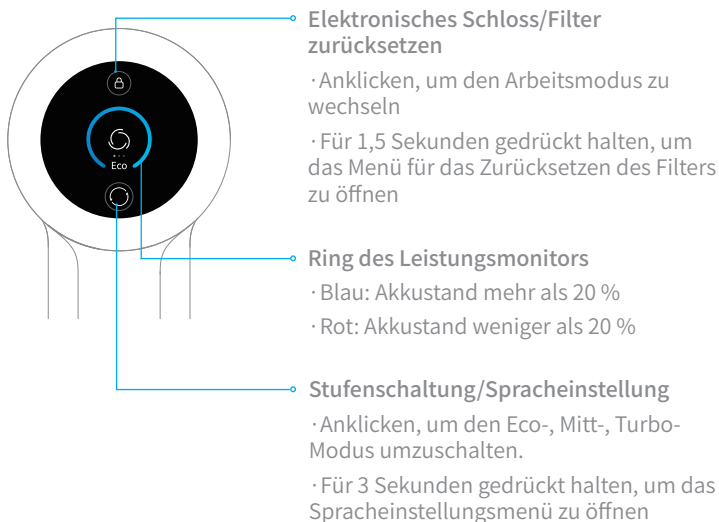 Elektronisches Schloss/Filter
zurücksetzen
·Anklicken, um den Arbeitsmodus zu
wechseln
·Für 1,5 Sekunden gedrückt halten, um
das Menü für das Zurücksetzen des Filters
zu öffnen
Eco
Ring des Leistungsmonitors
·Blau: Akkustand mehr als 20 %
·Rot: Akkustand weniger als 20 %
Stufenschaltung/Spracheinstellung
·Anklicken, um den Eco-, Mitt-, Turbo-
Modus umzuschalten.
·Für 3 Sekunden gedrückt halten, um das
Spracheinstellungsmenü zu öffnen